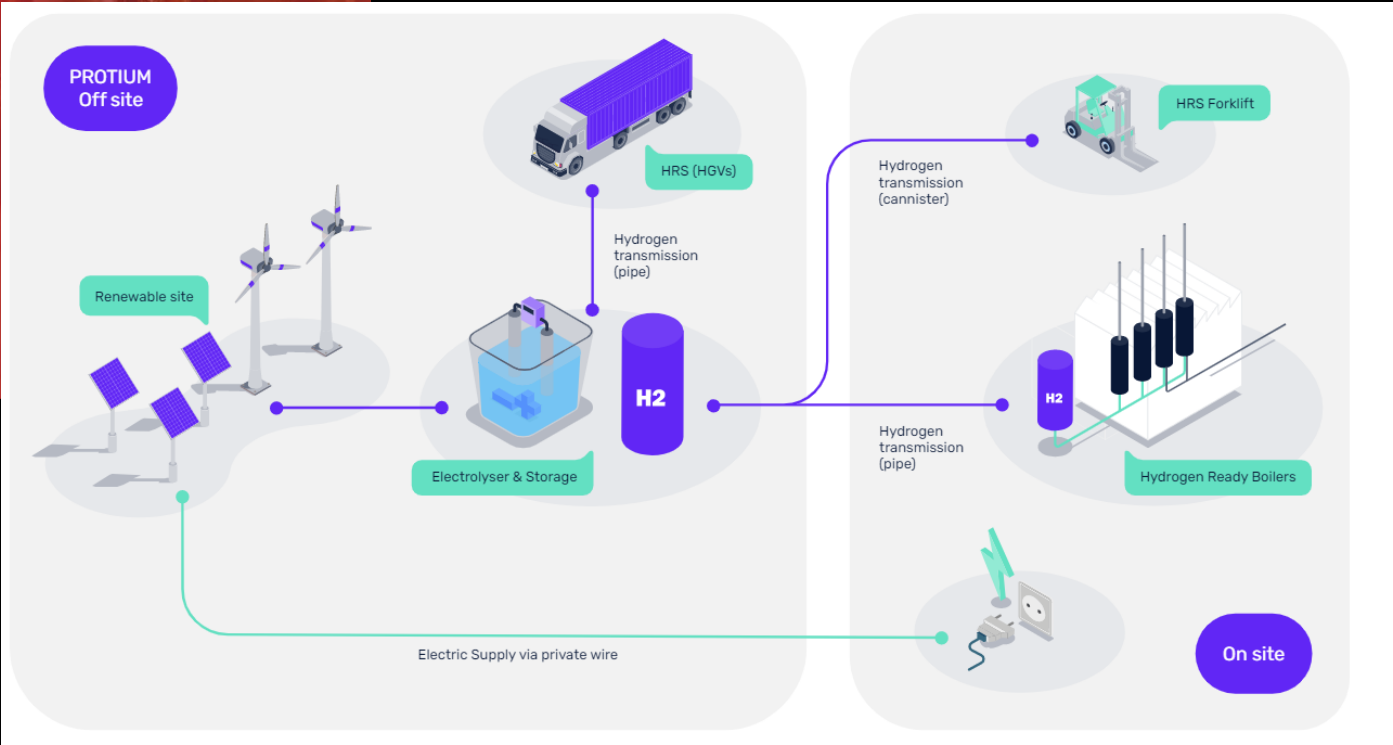 PROTIUM
Off site
HRS (HGVs)
HRS Forklift
Hydrogen
transmission
(cannister)
Hydrogen
transmission
(pipe)
Renewable site
H2
H2
Hydrogen
transmission
(pipe)
Electrolyser & Storage
Hydrogen Ready Boilers
Electric Supply via private wire
On site